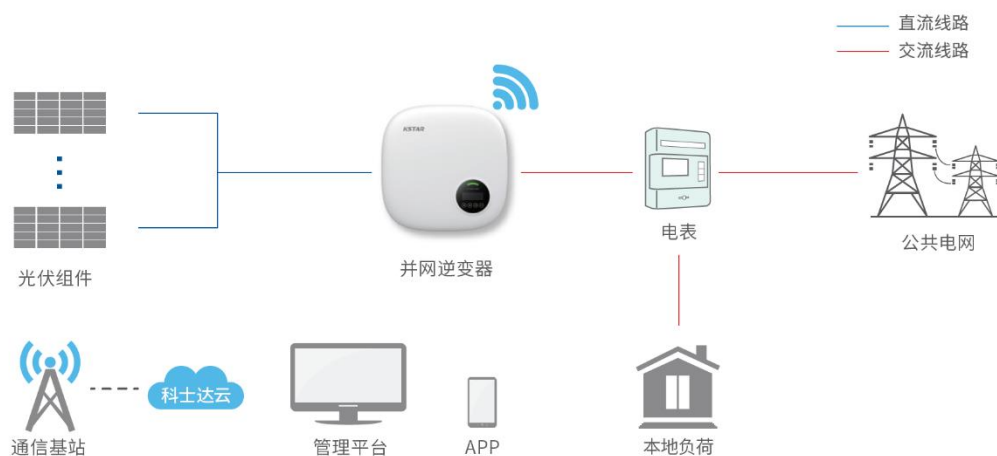 直流线路
交流线路
KSTAR
电表
公共电网
并网逆变器
光伏组件
科士达云
通信基站
管理平台
APP
本地负荷